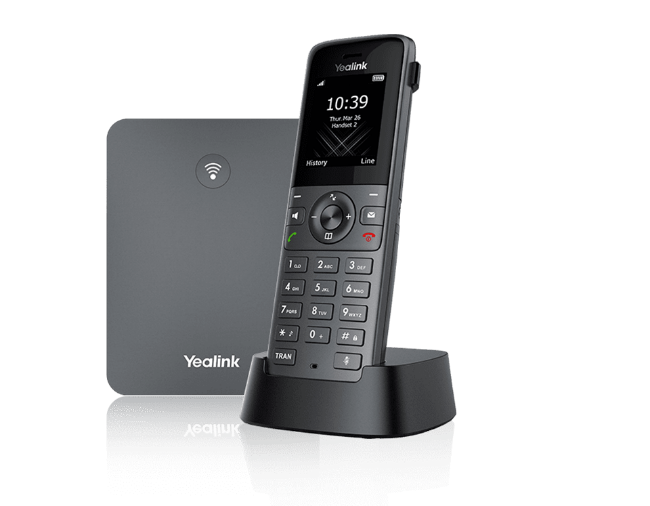 Yealink
10:39
Thur.Mar 26
Handset 2
History Line
1 2 ABC 3 DEF
4 GHI 5 JKL 6 MNO
7 PQRS 8 TUV 9 WXYZ
* 0 + #
TRAN
Yealink